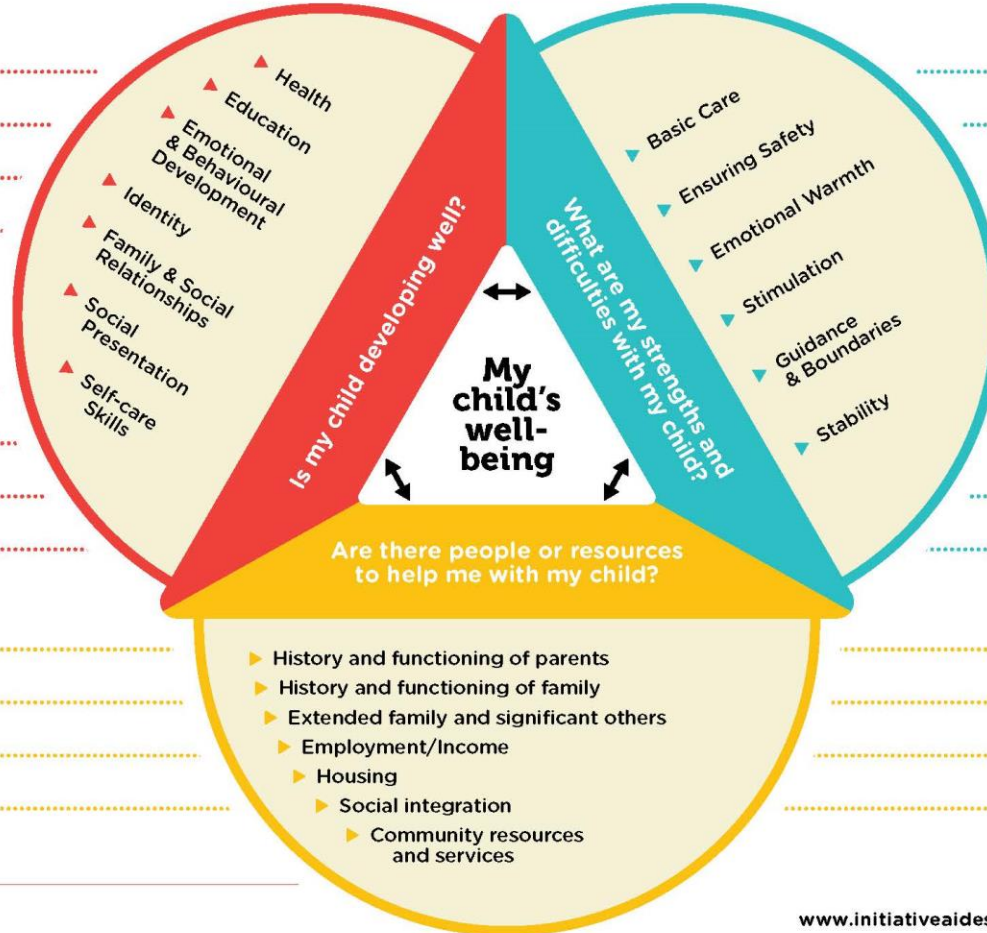 Health
Education
Emotional
& Behavioural
Development
Identity
Family & Social
Relationships
Social
Presentation
Self-care
Skills
Is my child developing well?
My
child's
well-
being
What are my strengths and
difficulties with my child?
Basic Care
Ensuring Safety
Emotional Warmth
Stimulation
Guidance
& Boundaries
Stability
Are there people or resources
to help me with my child?
History and functioning of parents
History and functioning of family
Extended family and significant others
Employment/Income
Housing
Social integration
Community resources
and services
www.initiativeaides